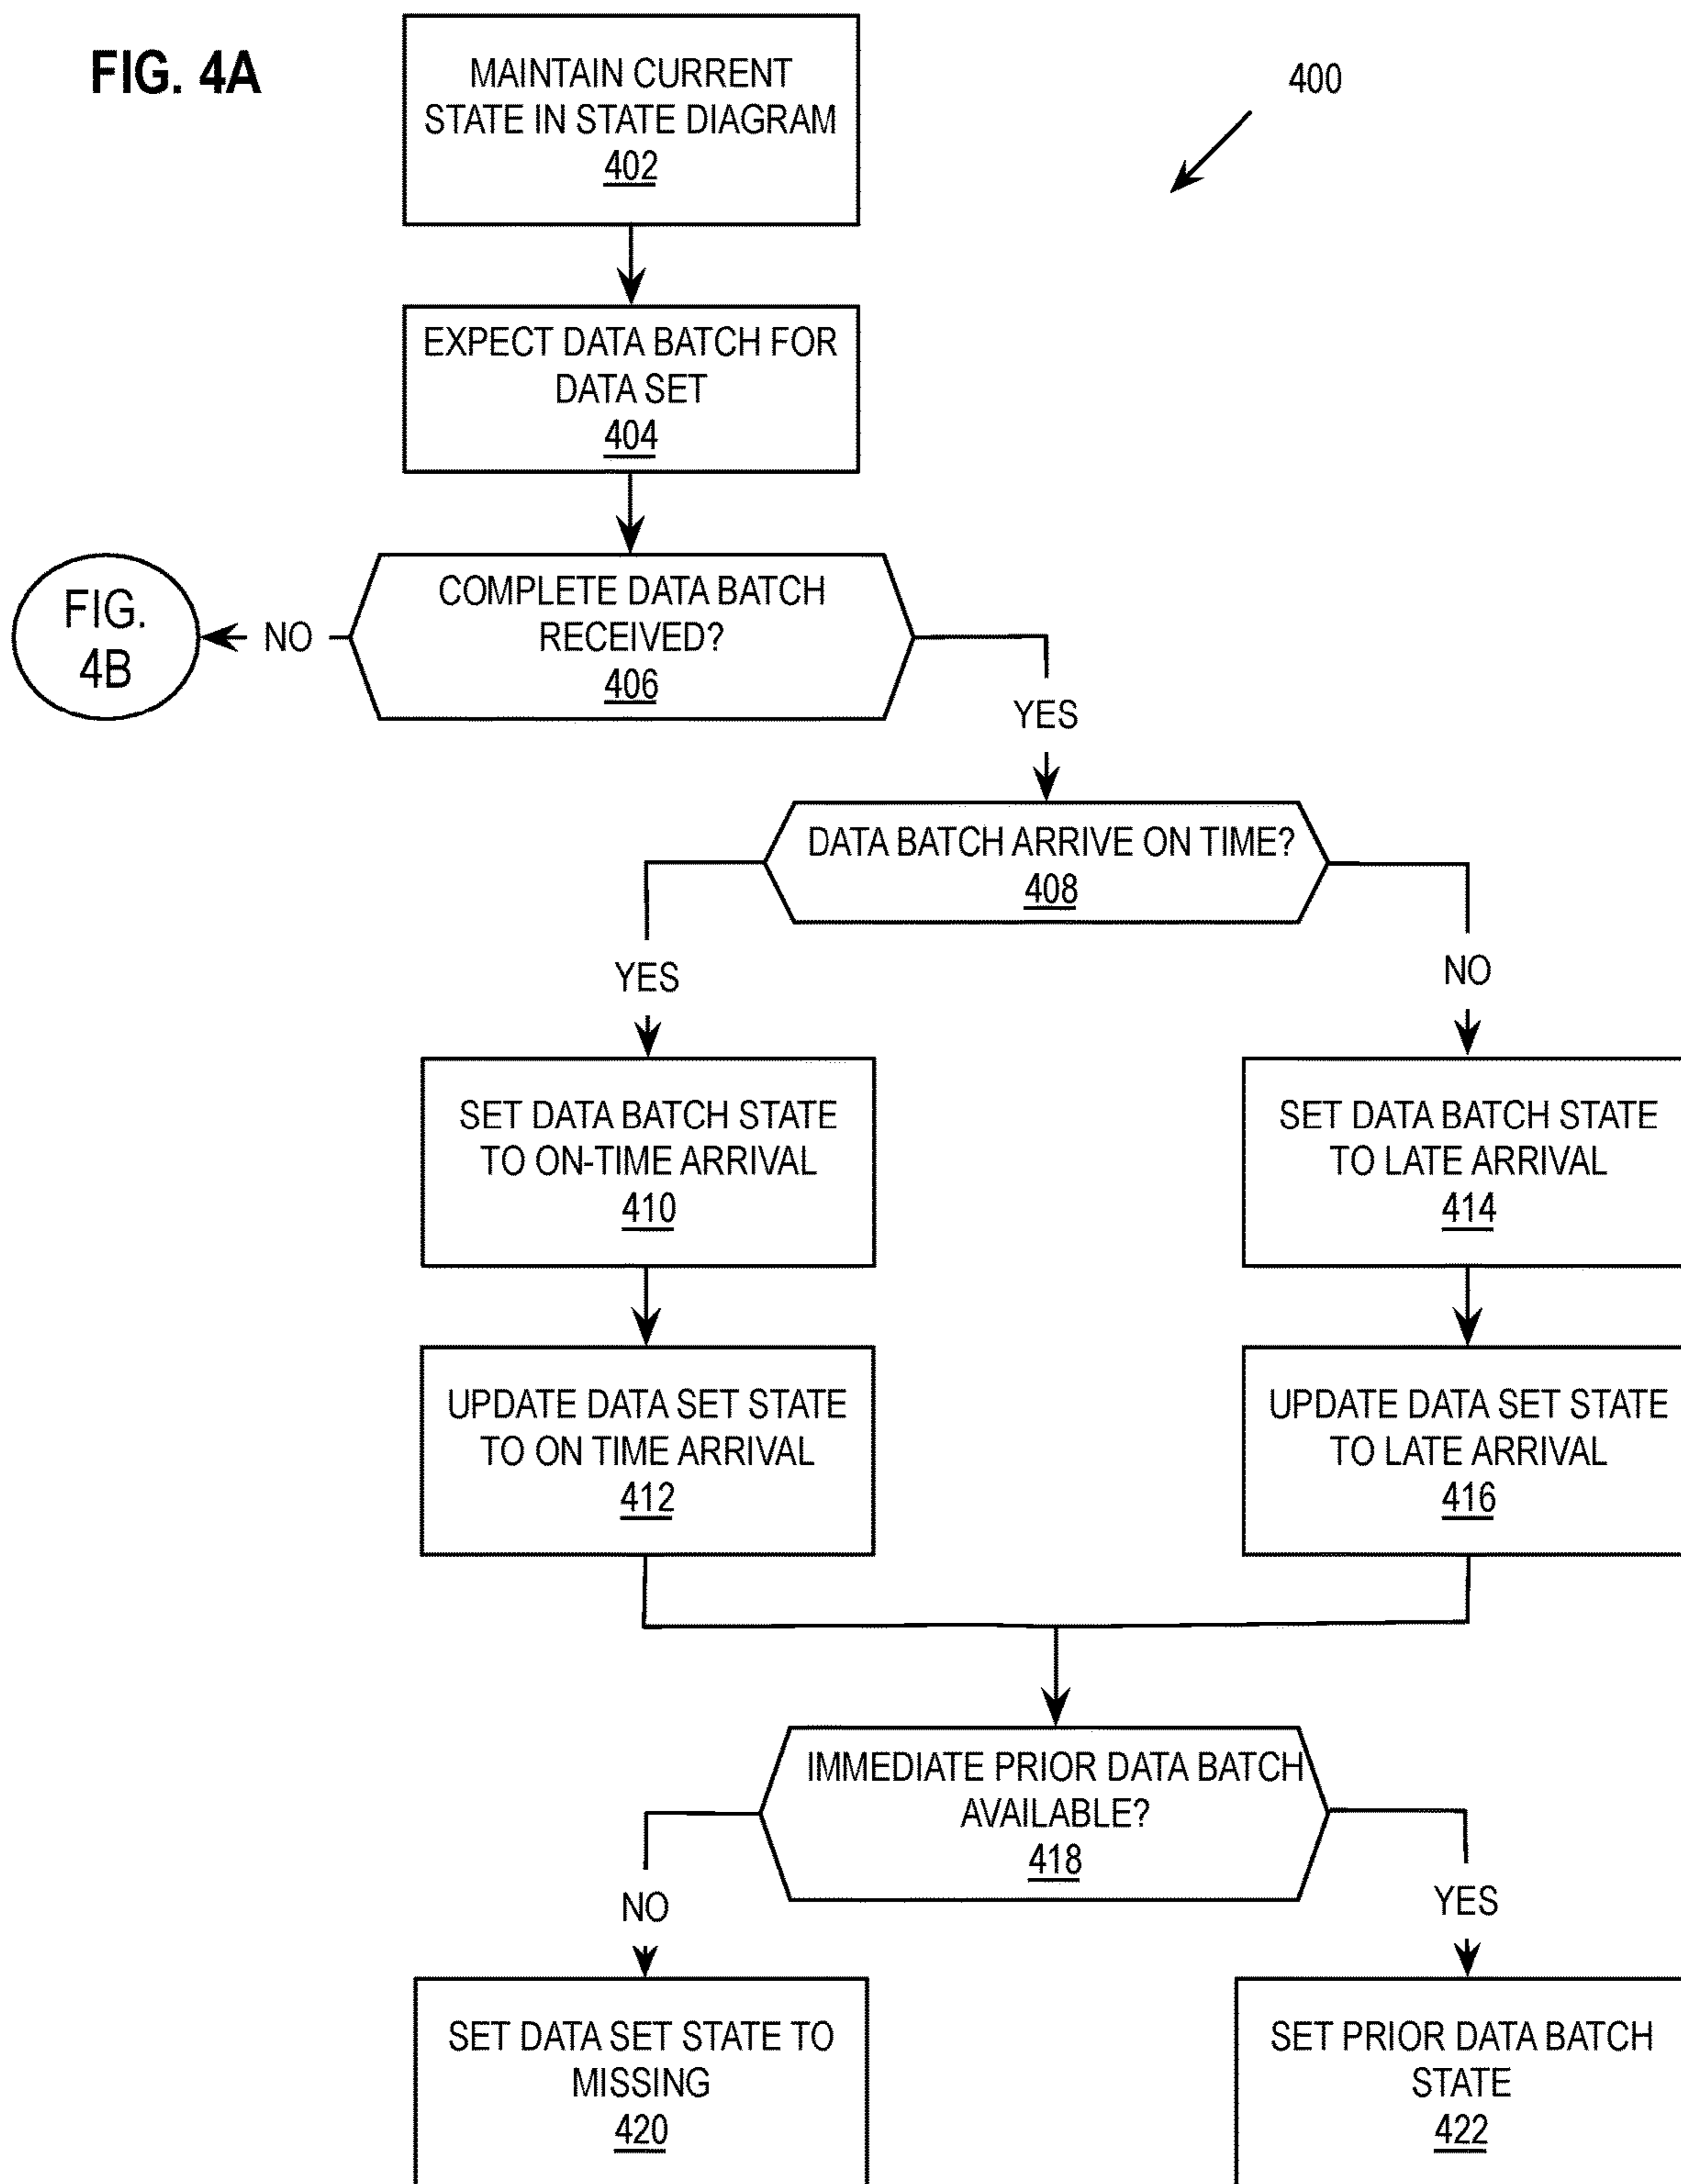 FIG. 4A
MAINTAIN CURRENT
STATE IN STATE DIAGRAM
402
400
EXPECT DATA BATCH FOR
DATA SET
404
COMPLETE DATA BATCH
RECEIVED?
406
NO
FIG.
4B
YES
DATA BATCH ARRIVE ON TIME?
408
YES
NO
SET DATA BATCH STATE
TO ON-TIME ARRIVAL
410
SET DATA BATCH STATE
TO LATE ARRIVAL
414
UPDATE DATA SET STATE
TO ON TIME ARRIVAL
412
UPDATE DATA SET STATE
TO LATE ARRIVAL
416
IMMEDIATE PRIOR DATA BATCH
AVAILABLE?
418
NO
YES
SET DATA SET STATE TO
MISSING
420
SET PRIOR DATA BATCH
STATE
422